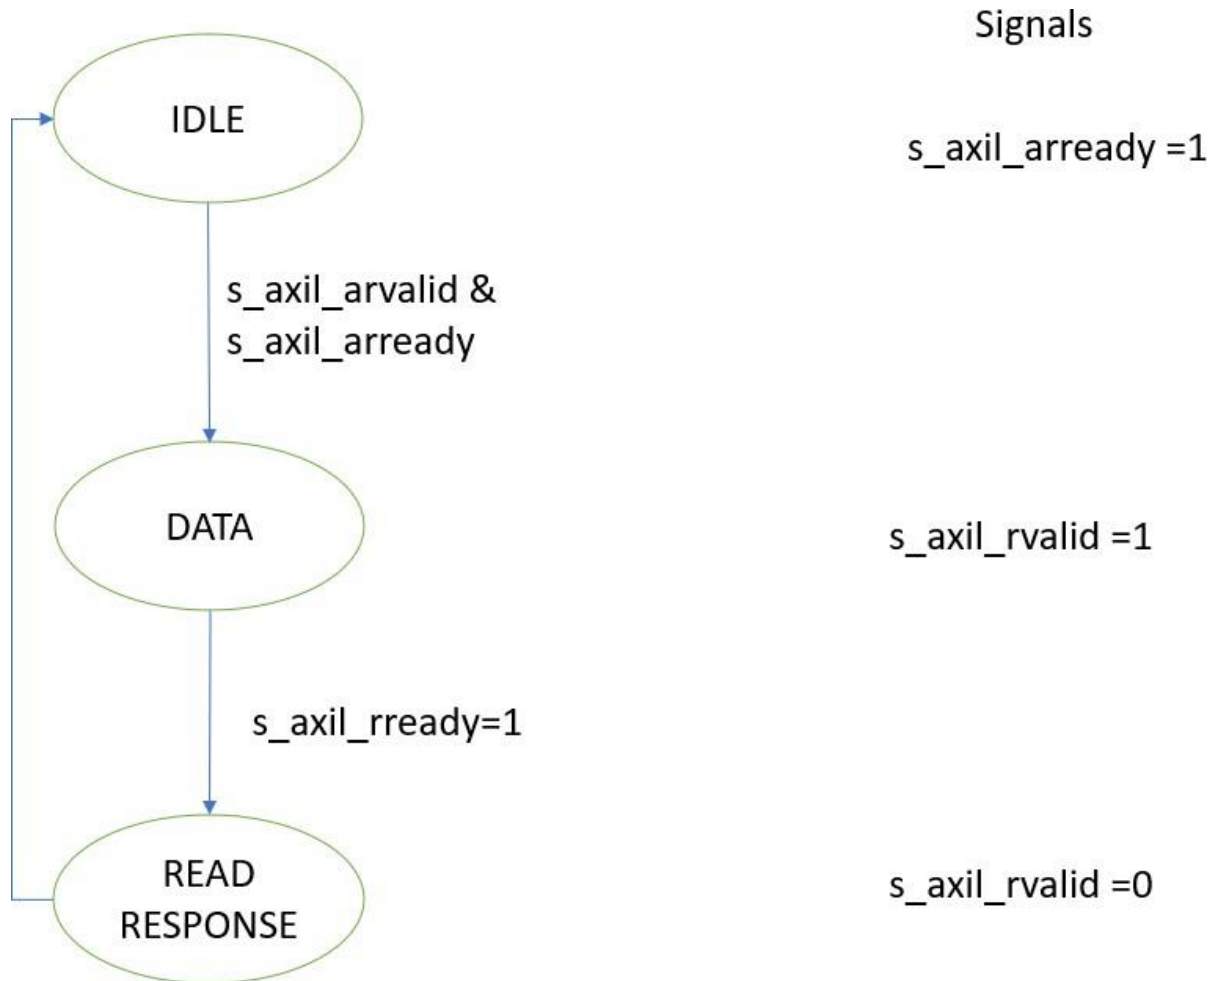 Signals
IDLE
s_axil_arready =1
s_axil_arvalid &
s_axil_arready
DATA
s_axil_rvalid =1
s_axil_rready=1
READ
RESPONSE
s_axil_rvalid =0